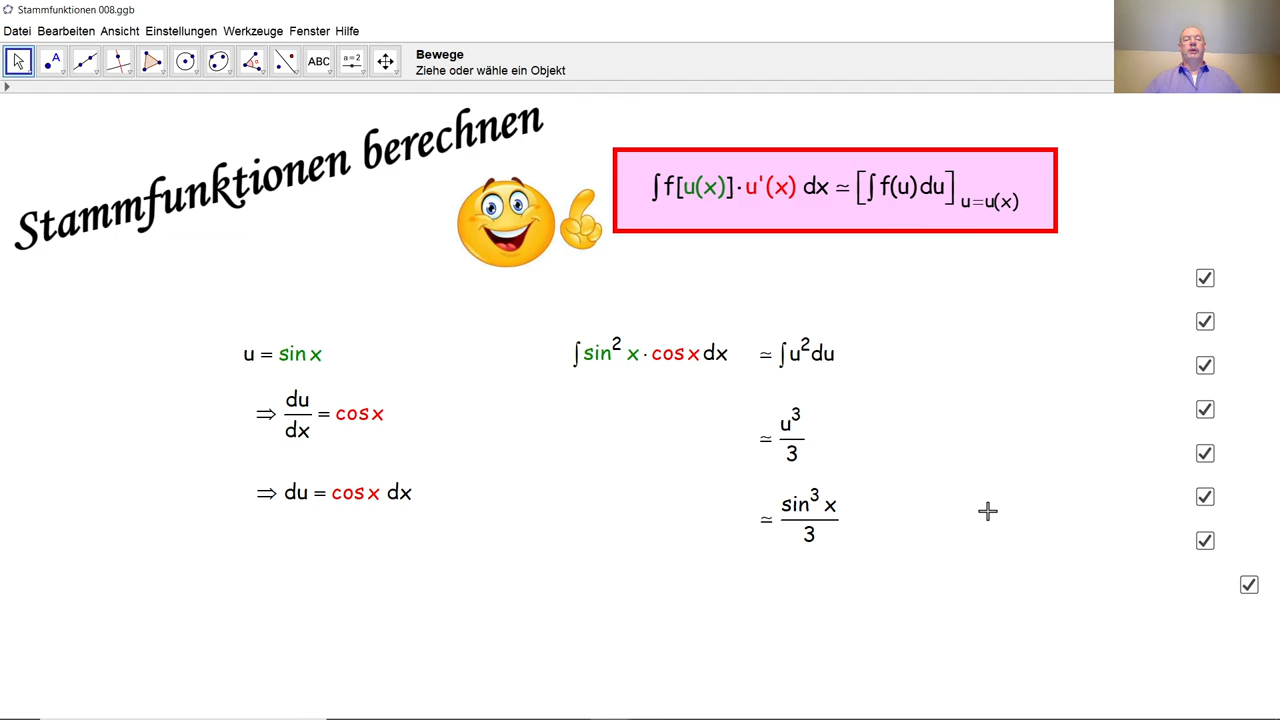 Stammfunktionen 008.ggb
Datei Bearbeiten Ansicht Einstellungen Werkzeuge Fenster Hilfe
A
ABC
a=2
Bewege
Ziehe oder wähle ein Objekt
Stammfunktionen berechnen
∫f[u(x)]·u'(x) dx ≃ [∫f(u)du] u=u(x)
u = sin x
∫sin² x · cos x dx ≃ ∫u²du
⇒ du/dx = cos x
≃ u³/3
⇒ du = cos x dx
≃ sin³ x/3